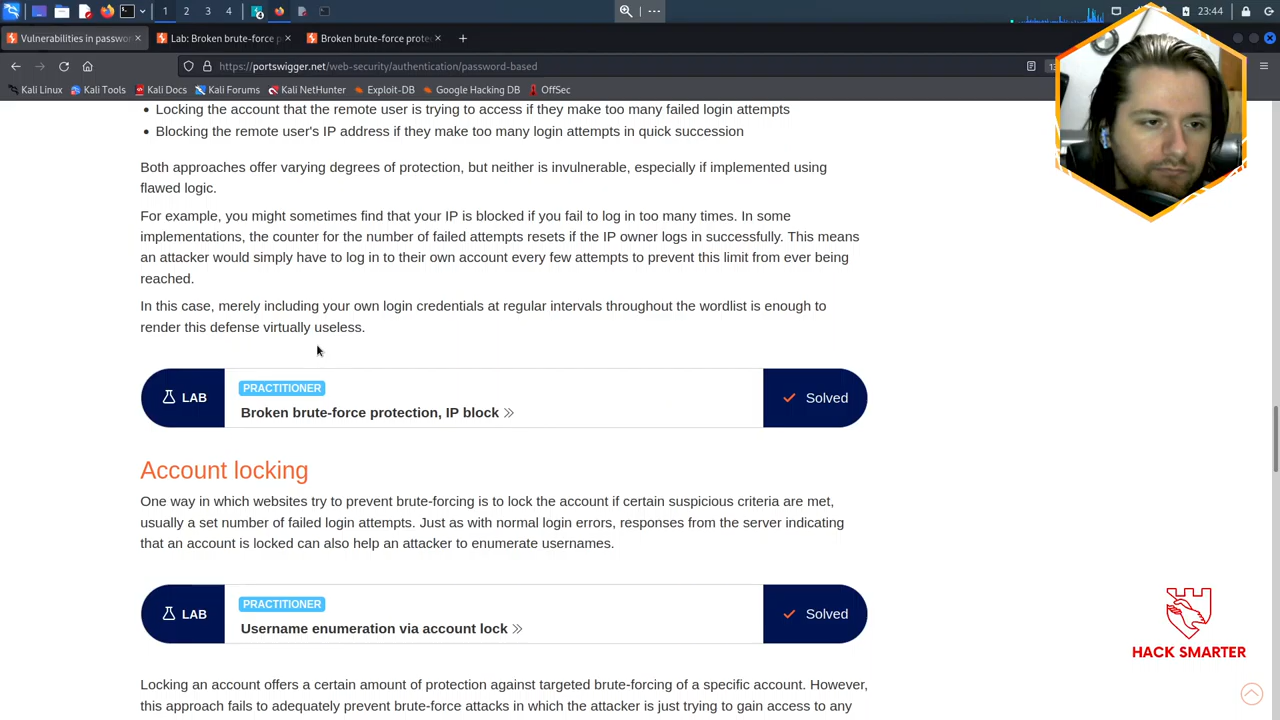 1 2 3 4
23:44
Vulnerabilities in passwo
Lab: Broken brute-force p
Broken brute-force prote
https://portswigger.net/web-security/authentication/password-based
Kali Linux Kali Tools Kali Docs Kali Forums Kali NetHunter Exploit-DB Google Hacking DB OffSec
Locking the account that the remote user is trying to access if they make too many failed login attempts
Blocking the remote user's IP address if they make too many login attempts in quick succession
Both approaches offer varying degrees of protection, but neither is invulnerable, especially if implemented using
flawed logic.
For example, you might sometimes find that your IP is blocked if you fail to log in too many times. In some
implementations, the counter for the number of failed attempts resets if the IP owner logs in successfully. This means
an attacker would simply have to log in to their own account every few attempts to prevent this limit from ever being
reached.
In this case, merely including your own login credentials at regular intervals throughout the wordlist is enough to
render this defense virtually useless.
LAB
PRACTITIONER
Broken brute-force protection, IP block
Solved
Account locking
One way in which websites try to prevent brute-forcing is to lock the account if certain suspicious criteria are met,
usually a set number of failed login attempts. Just as with normal login errors, responses from the server indicating
that an account is locked can also help an attacker to enumerate usernames.
LAB
PRACTITIONER
Username enumeration via account lock
Solved
HACK SMARTER
Locking an account offers a certain amount of protection against targeted brute-forcing of a specific account. However,
this approach fails to adequately prevent brute-force attacks in which the attacker is just trying to gain access to any